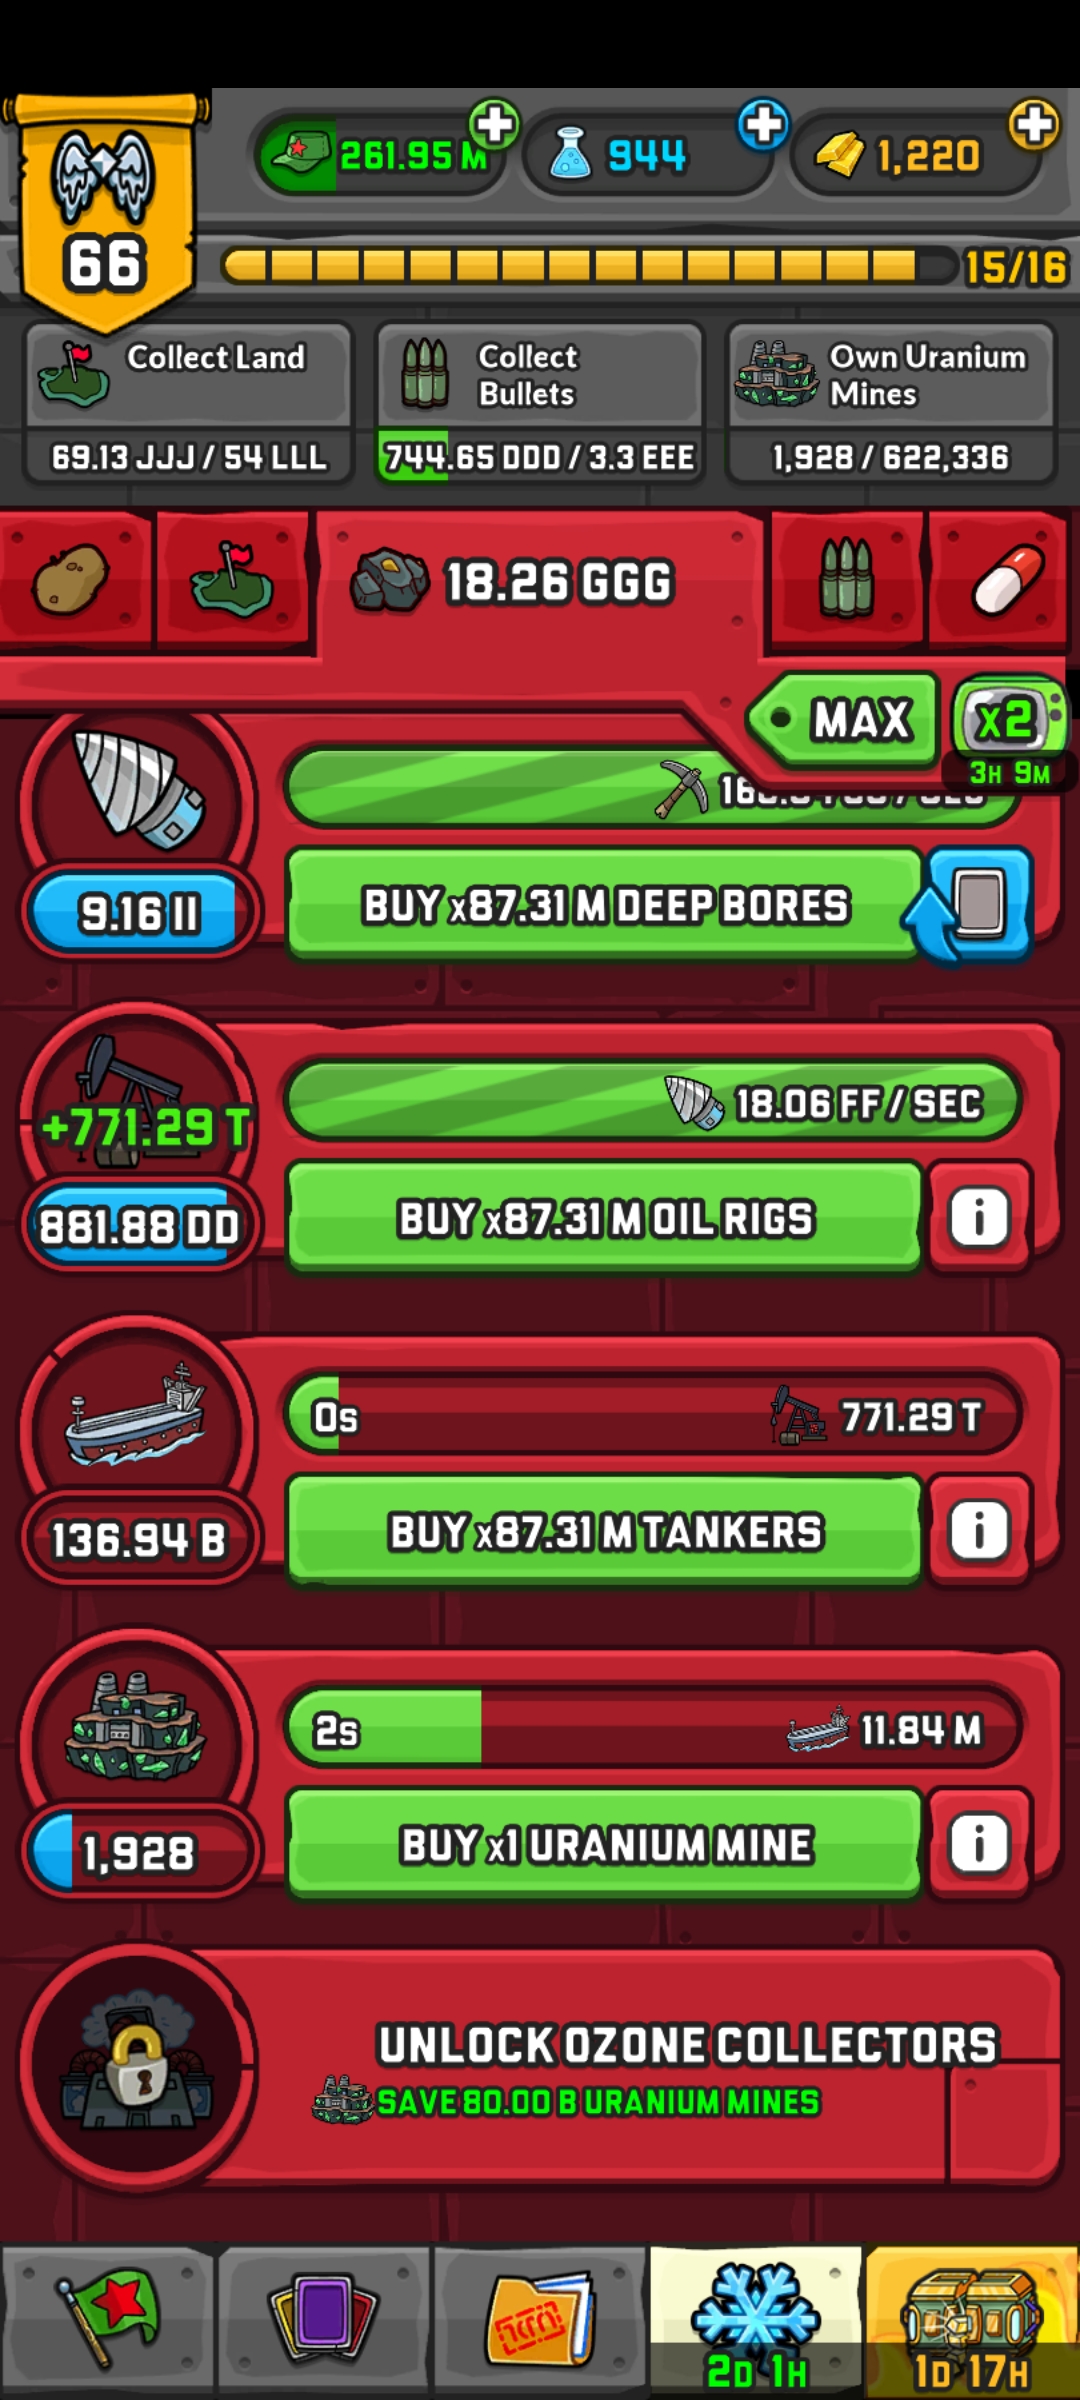 261.95 M
944
1,220
66
15/16
Collect Land
Collect
Bullets
Own Uranium
Mines
69.13 JJJ / 54 LLL
744.65 DDD / 3.3 EEE
1,928 / 622,336
18.26 GGG
MAX
x2
3H 9M
9.16 II
BUY x87.31 M DEEP BORES
+771.29 T
18.06 FF / SEC
881.88 DD
BUY x87.31 M OIL RIGS
i
0s
771.29 T
136.94 B
BUY x87.31 M TANKERS
i
2s
11.84 M
1,928
BUY x1 URANIUM MINE
i
UNLOCK OZONE COLLECTORS
SAVE 80.00 B URANIUM MINES
2D 1H
1D 17H